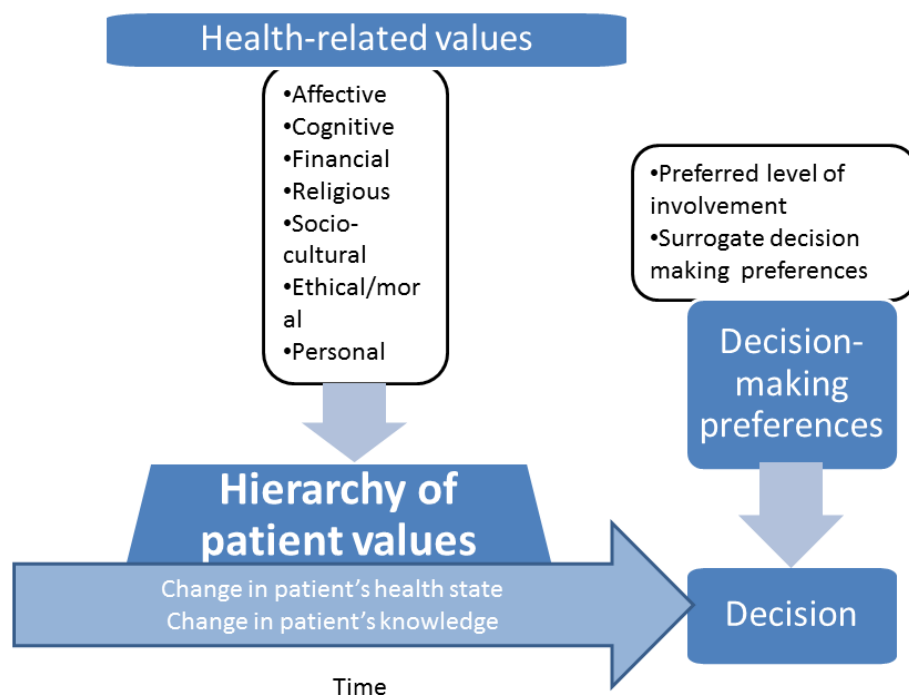 Health-related values
•Affective
•Cognitive
•Financial
•Religious
•Socio-
cultural
•Ethical/mor
al
•Personal
•Preferred level of
involvement
•Surrogate decision
making preferences
Decision-
making
preferences
Hierarchy of
patient values
Change in patient's health state
Change in patient's knowledge
Decision
Time